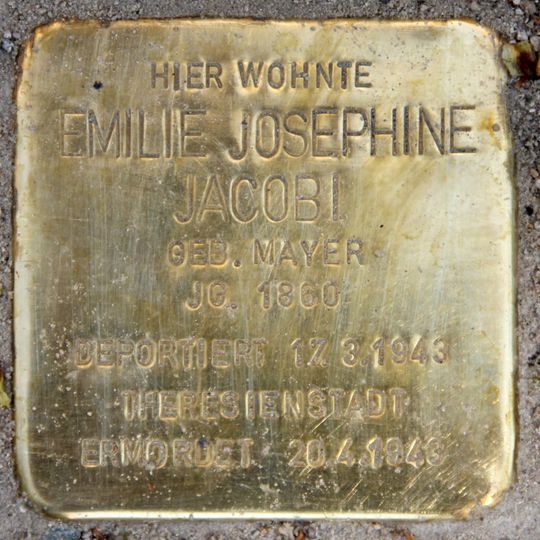 HIER WOHNTE
EMILIE JOSEPHINE
JACOBI
GEB. MAYER
JG. 1860
DEPORTIERT 17.3.1943
THERESIENSTADT
ERMORDET 20.4.1943